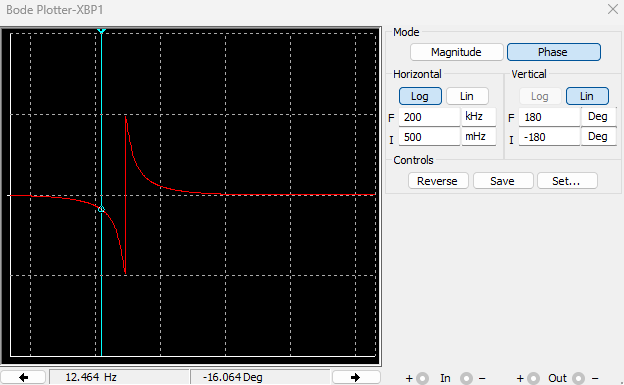 Bode Plotter-XBP1
Mode
Magnitude Phase
Horizontal Vertical
Log Lin Log Lin
F 200 kHz F 180 Deg
I 500 mHz I -180 Deg
Controls
Reverse Save Set...
12.464 Hz -16.064 Deg
+ In − + Out −